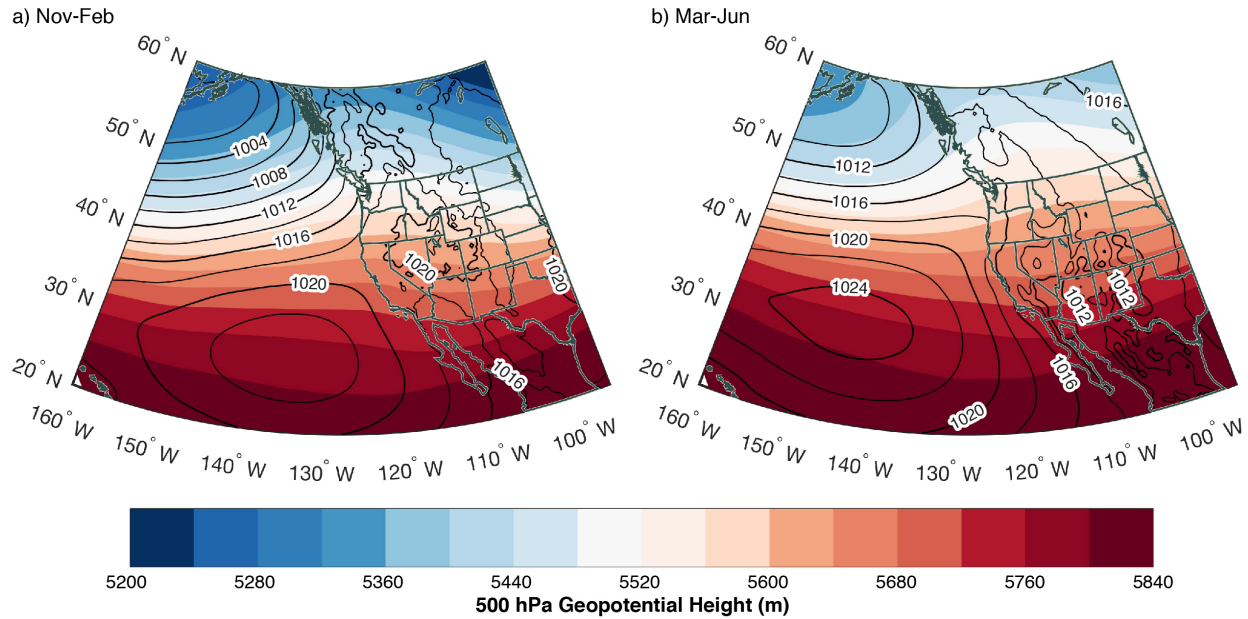 a) Nov-Feb
b) Mar-Jun
60° N
50° N
40° N
30° N
20° N
160° W
150° W
140° W
130° W
120° W
110° W
100° W
1004
1008
1012
1016
1020
1020
1020
1016
60° N
50° N
40° N
30° N
20° N
160° W
150° W
140° W
130° W
120° W
110° W
100° W
1016
1012
1016
1020
1024
1012
1012
1016
1020
5200
5280
5360
5440
5520
5600
5680
5760
5840
500 hPa Geopotential Height (m)